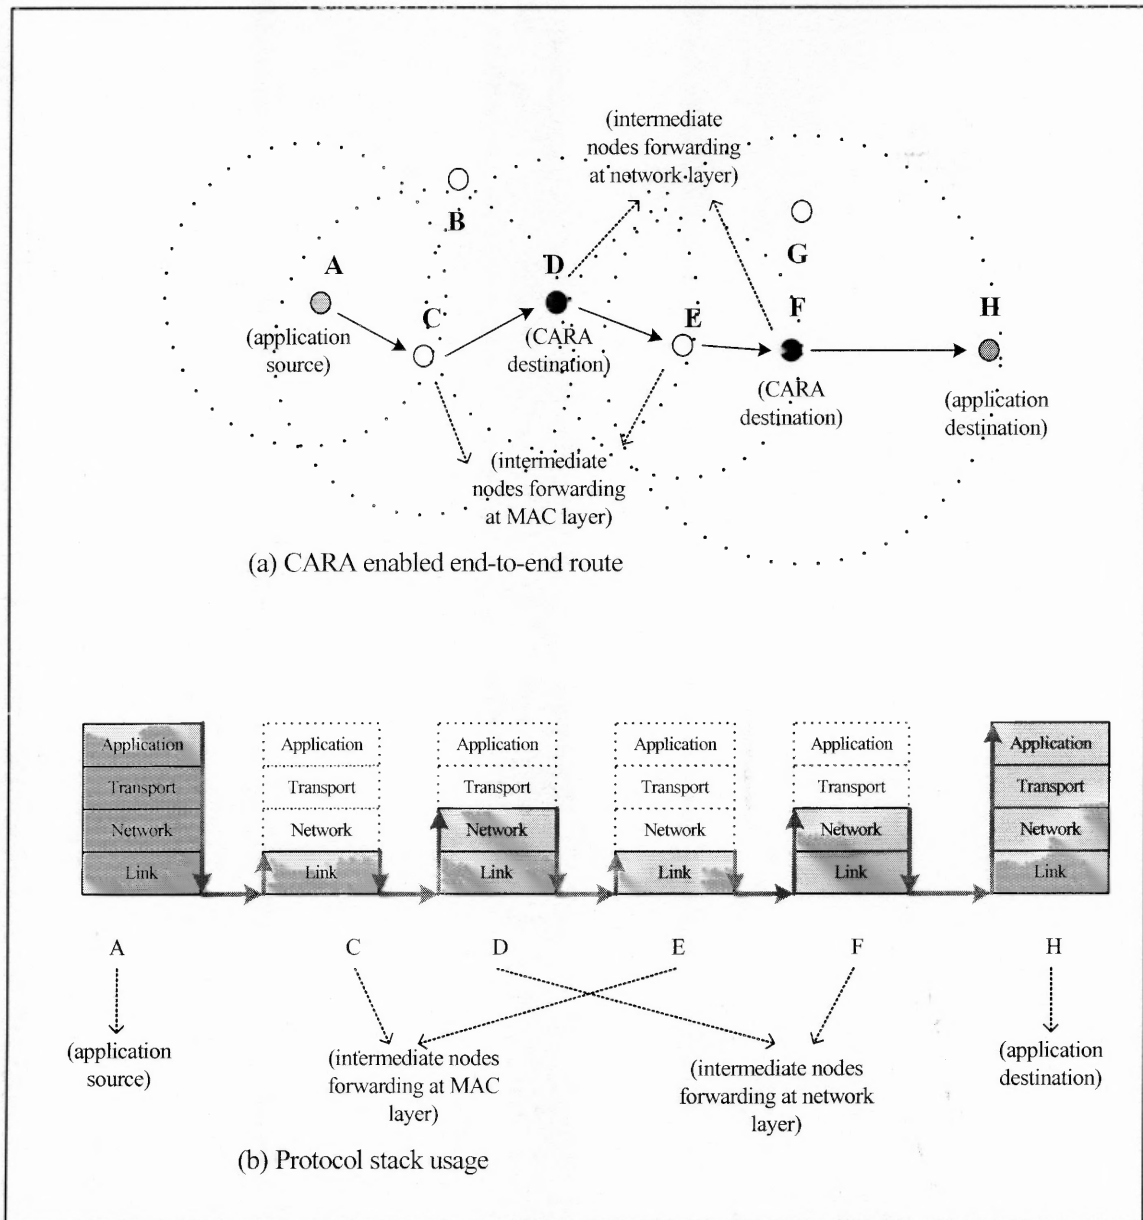 (intermediate
nodes forwarding
at network layer)
B
G
A
D
F
H
C
E
(application
source)
(CARA
destination)
(CARA
destination)
(application
destination)
(intermediate
nodes forwarding
at MAC layer)
(a) CARA enabled end-to-end route
Application
Application
Application
Application
Application
Application
Transport
Transport
Transport
Transport
Transport
Transport
Network
Network
Network
Network
Network
Network
Link
Link
Link
Link
Link
Link
A
C
D
E
F
H
(application
source)
(intermediate nodes
forwarding at MAC
layer)
(intermediate nodes
forwarding at network
layer)
(application
destination)
(b) Protocol stack usage